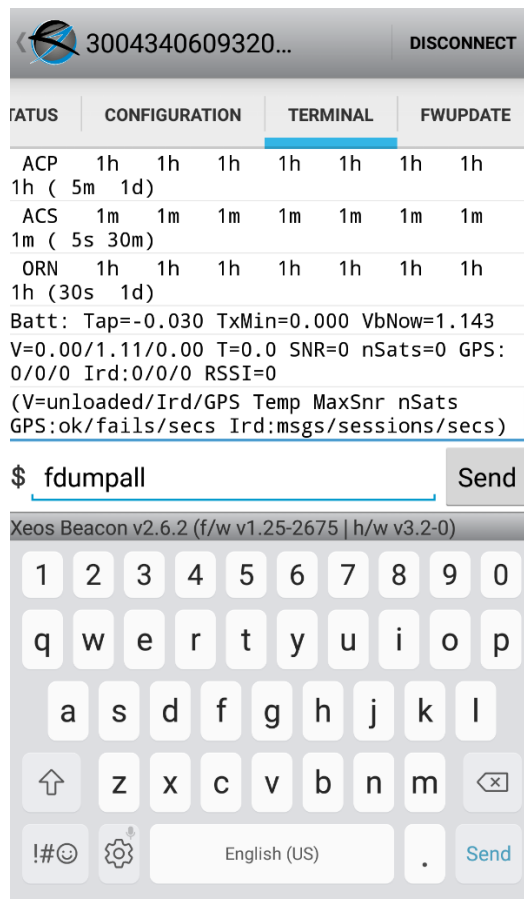 3004340609320... DISCONNECT
TATUS CONFIGURATION TERMINAL FWUPDATE
ACP 1h 1h 1h 1h 1h 1h 1h
1h ( 5m 1d)
ACS 1m 1m 1m 1m 1m 1m 1m
1m ( 5s 30m)
ORN 1h 1h 1h 1h 1h 1h 1h
1h (30s 1d)
Batt: Tap=-0.030 TxMin=0.000 VbNow=1.143
V=0.00/1.11/0.00 T=0.0 SNR=0 nSats=0 GPS:
0/0/0 Ird:0/0/0 RSSI=0
(V=unloaded/Ird/GPS Temp MaxSnr nSats
GPS:ok/fails/secs Ird:msgs/sessions/secs)
$ fdumpall Send
Xeos Beacon v2.6.2 (f/w v1.25-2675 | h/w v3.2-0)
1 2 3 4 5 6 7 8 9 0
q w e r t y u i o p
a s d f g h j k l
z x c v b n m
!#☺ English (US) . Send